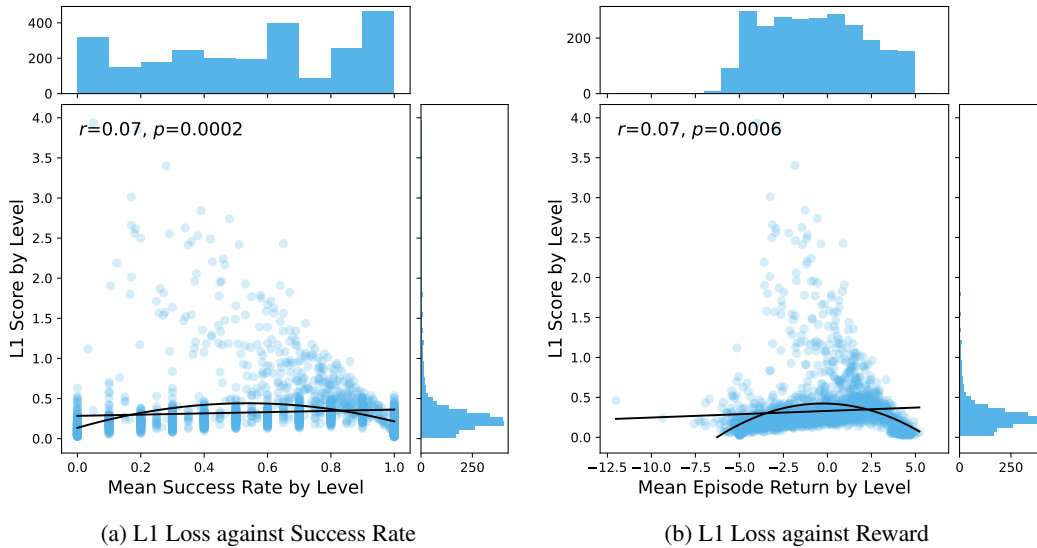 400
200
0
200
0
r=0.07, p=0.0002
r=0.07, p=0.0006
4.0
3.5
3.0
2.5
2.0
1.5
1.0
0.5
0.0
L1 Score by Level
0.0 0.2 0.4 0.6 0.8 1.0
Mean Success Rate by Level
0 250
4.0
3.5
3.0
2.5
2.0
1.5
1.0
0.5
0.0
L1 Score by Level
−12.5 −10.0 −7.5 −5.0 −2.5 0.0 2.5 5.0
Mean Episode Return by Level
0 250
(a) L1 Loss against Success Rate
(b) L1 Loss against Reward